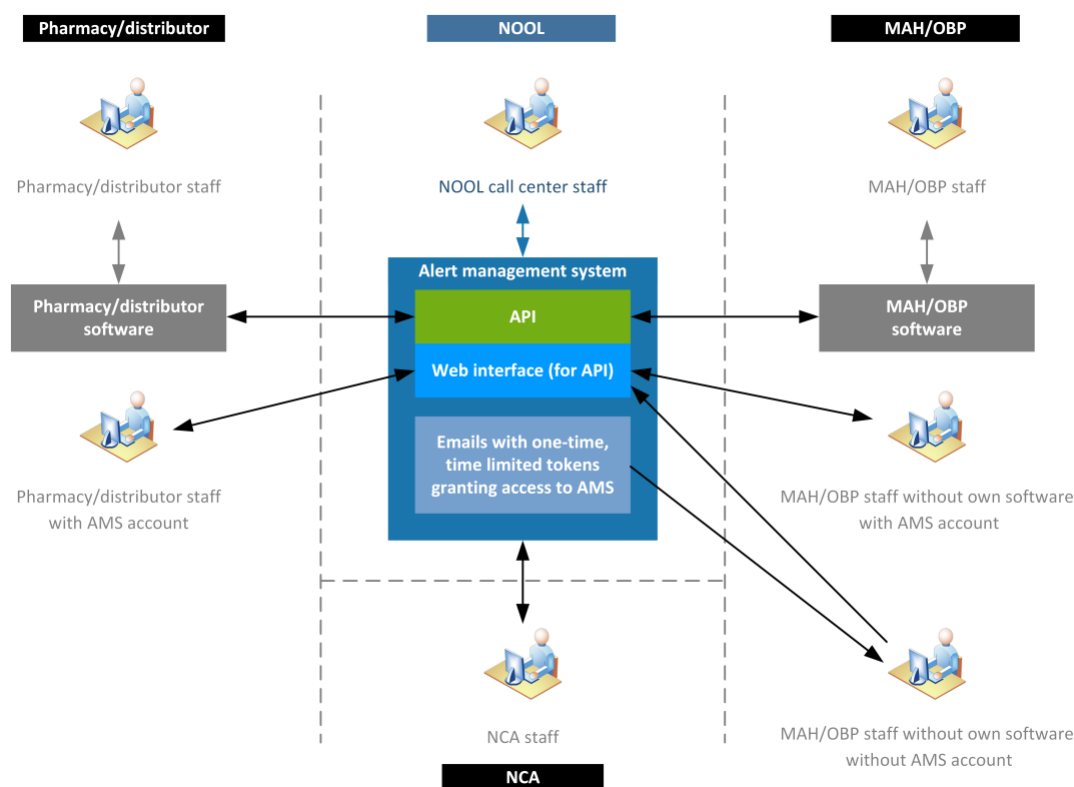 Pharmacy/distributor
NOOL
MAH/OBP
Pharmacy/distributor staff
NOOL call center staff
MAH/OBP staff
Alert management system
Pharmacy/distributor
software
API
MAH/OBP
software
Web interface (for API)
Emails with one-time,
time limited tokens
granting access to AMS
Pharmacy/distributor staff
with AMS account
MAH/OBP staff without own software
with AMS account
NCA staff
MAH/OBP staff without own software
without AMS account
NCA